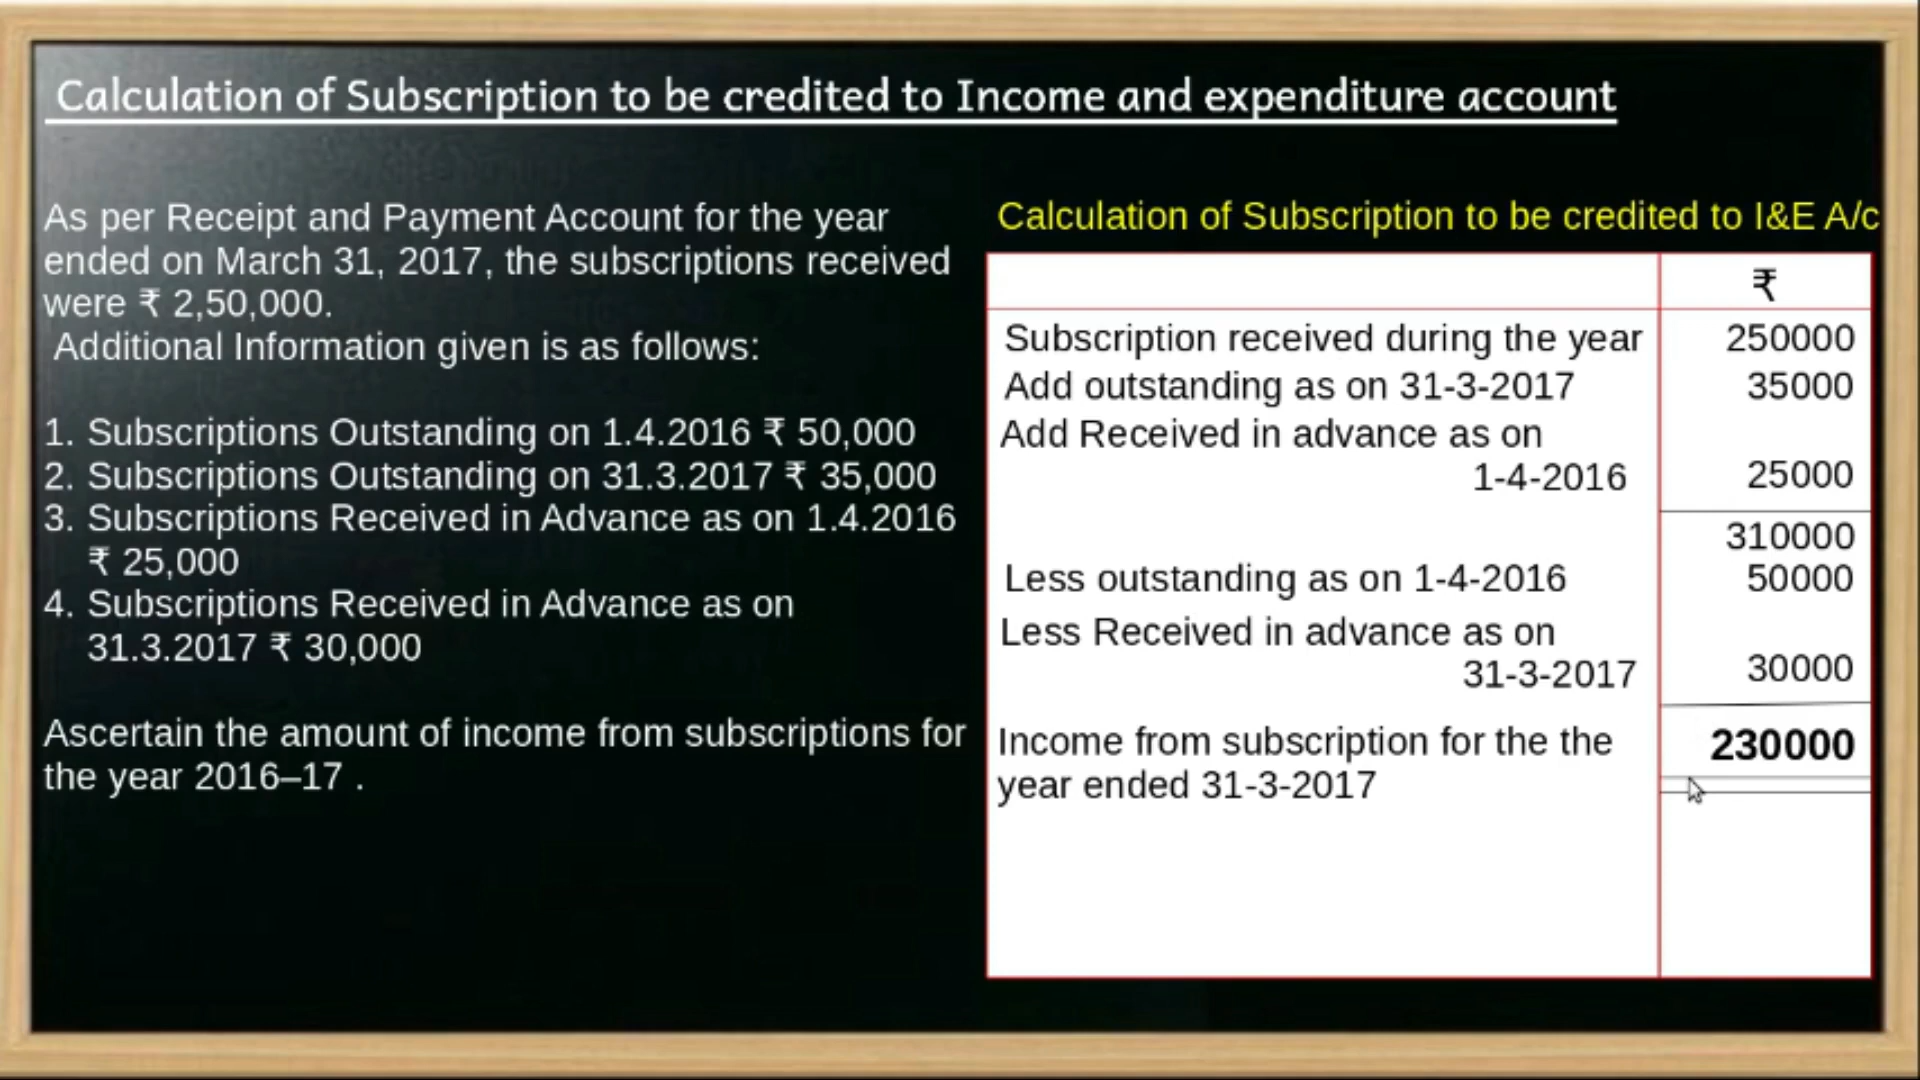 Calculation of Subscription to be credited to Income and expenditure account
As per Receipt and Payment Account for the year
ended on March 31, 2017, the subscriptions received
were ₹ 2,50,000.
Additional Information given is as follows:
1. Subscriptions Outstanding on 1.4.2016 ₹ 50,000
2. Subscriptions Outstanding on 31.3.2017 ₹ 35,000
3. Subscriptions Received in Advance as on 1.4.2016
₹ 25,000
4. Subscriptions Received in Advance as on
31.3.2017 ₹ 30,000
Ascertain the amount of income from subscriptions for
the year 2016–17 .
Calculation of Subscription to be credited to I&E A/c
₹
Subscription received during the year 250000
Add outstanding as on 31-3-2017 35000
Add Received in advance as on
1-4-2016 25000
310000
Less outstanding as on 1-4-2016 50000
Less Received in advance as on
31-3-2017 30000
Income from subscription for the the 230000
year ended 31-3-2017